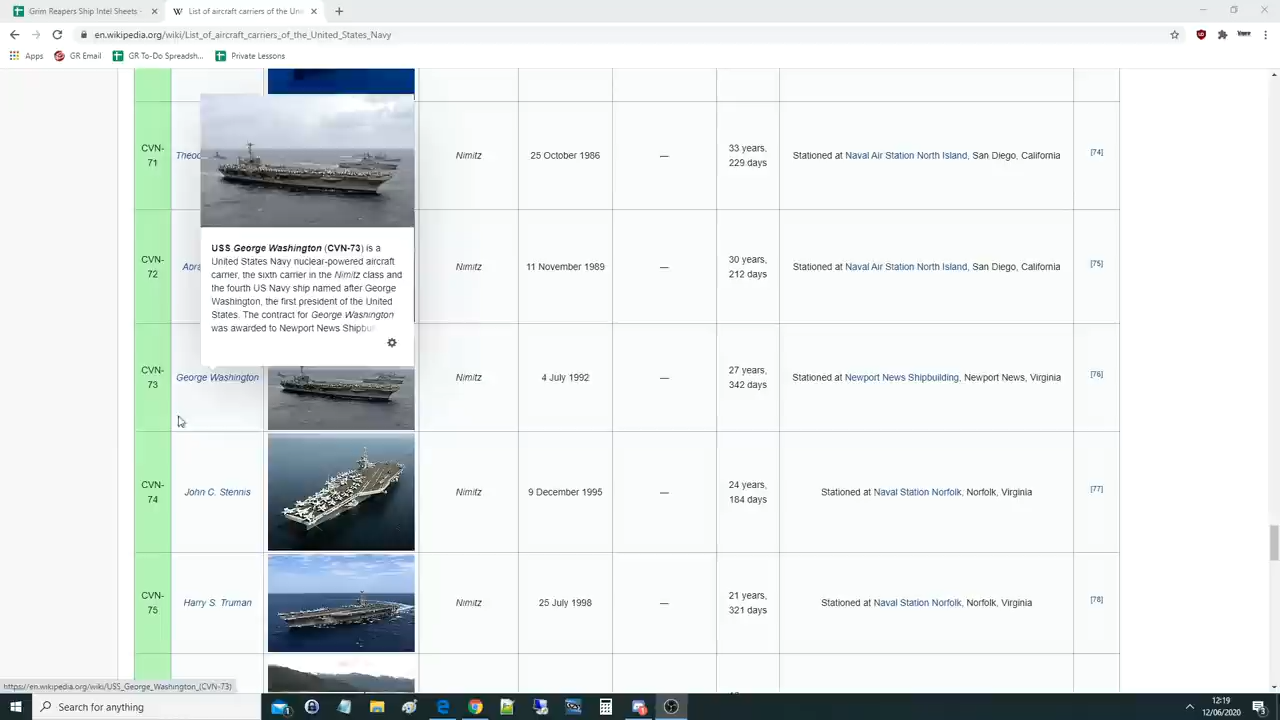 Grim Reapers Ship Intel Sheets -
List of aircraft carriers of the Uni
en.wikipedia.org/wiki/List_of_aircraft_carriers_of_the_United_States_Navy
Apps
GR Email
GR To-Do Spreadsh...
Private Lessons
CVN-
71
Theod
Nimitz
25 October 1986
—
33 years,
229 days
Stationed at Naval Air Station North Island, San Diego, California
[74]
USS George Washington (CVN-73) is a
United States Navy nuclear-powered aircraft
carrier, the sixth carrier in the Nimitz class and
the fourth US Navy ship named after George
Washington, the first president of the United
States. The contract for George Washington
was awarded to Newport News Shipbui
CVN-
72
Abra
Nimitz
11 November 1989
—
30 years,
212 days
Stationed at Naval Air Station North Island, San Diego, California
[75]
CVN-
73
George Washington
Nimitz
4 July 1992
—
27 years,
342 days
Stationed at Newport News Shipbuilding, Newport News, Virginia
[76]
CVN-
74
John C. Stennis
Nimitz
9 December 1995
—
24 years,
184 days
Stationed at Naval Station Norfolk, Norfolk, Virginia
[77]
CVN-
75
Harry S. Truman
Nimitz
25 July 1998
—
21 years,
321 days
Stationed at Naval Station Norfolk, Norfolk, Virginia
[78]
https://en.wikipedia.org/wiki/USS_George_Washington_(CVN-73)
Search for anything
12:19
12/06/2020